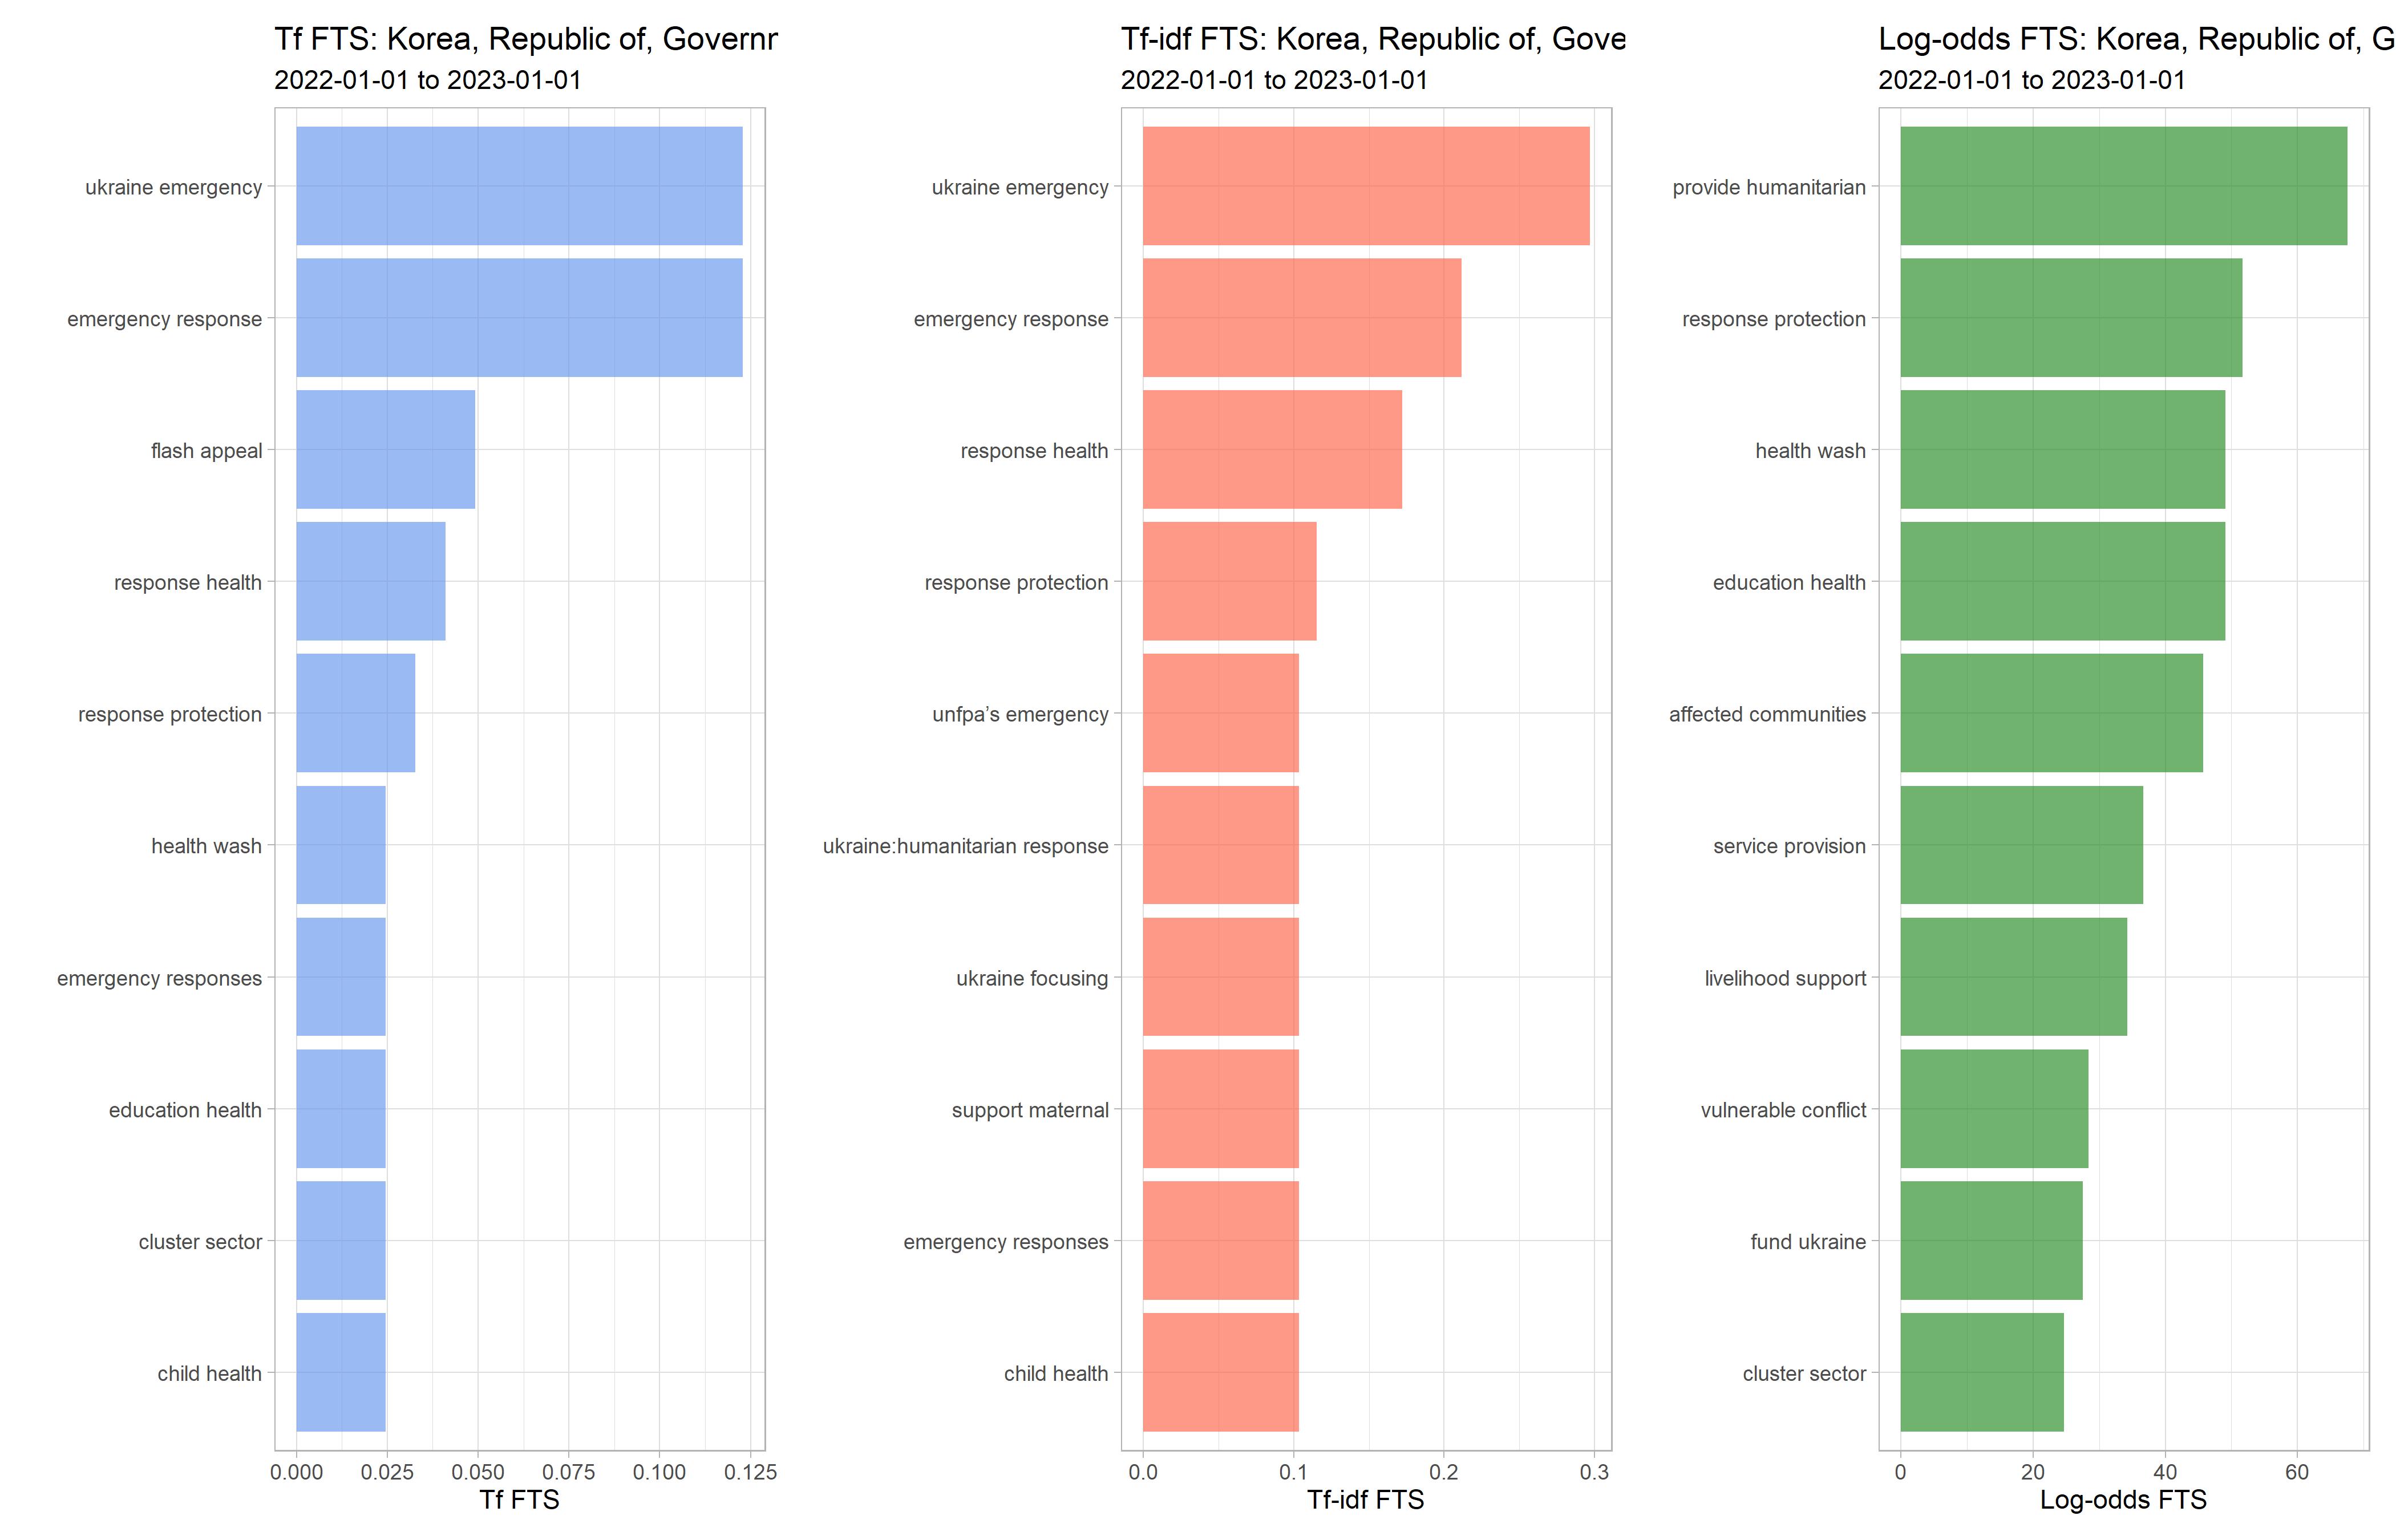 Tf FTS: Korea, Republic of, Governr
2022-01-01 to 2023-01-01
ukraine emergency
emergency response
flash appeal
response health
response protection
health wash
emergency responses
education health
cluster sector
child health
0.000 0.025 0.050 0.075 0.100 0.125
Tf FTS
Tf-idf FTS: Korea, Republic of, Gove
2022-01-01 to 2023-01-01
ukraine emergency
emergency response
response health
response protection
unfpa’s emergency
ukraine:humanitarian response
ukraine focusing
support maternal
emergency responses
child health
0.0 0.1 0.2 0.3
Tf-idf FTS
Log-odds FTS: Korea, Republic of, G
2022-01-01 to 2023-01-01
provide humanitarian
response protection
health wash
education health
affected communities
service provision
livelihood support
vulnerable conflict
fund ukraine
cluster sector
0 20 40 60
Log-odds FTS